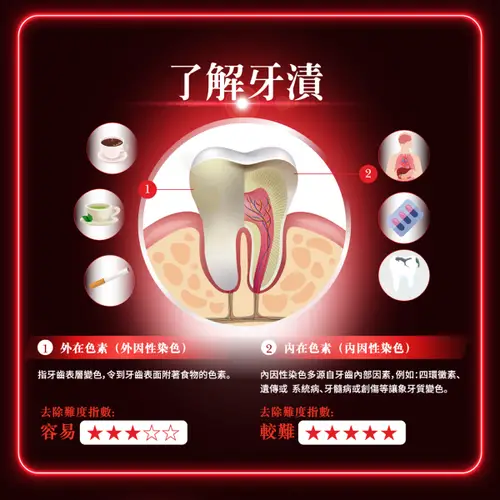 了解牙漬
1
2
1 外在色素（外因性染色）
指牙齒表層變色，令到牙齒表面附著食物的色素。
去除難度指數:
容易 ★★★☆☆
2 內在色素（內因性染色）
內因性染色多源自牙齒內部因素，例如：四環黴素、
遺傳或 系統病、牙髓病或創傷等讓象牙質變色。
去除難度指數:
較難 ★★★★★